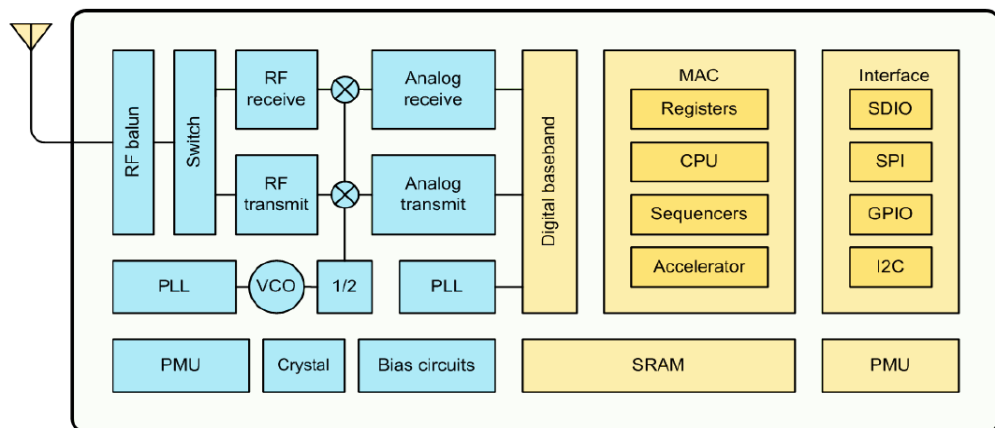 RF balun
Switch
RF
receive
Analog
receive
RF
transmit
Analog
transmit
PLL
VCO
1/2
PLL
Digital baseband
MAC
Registers
CPU
Sequencers
Accelerator
Interface
SDIO
SPI
GPIO
I2C
PMU
Crystal
Bias circuits
SRAM
PMU